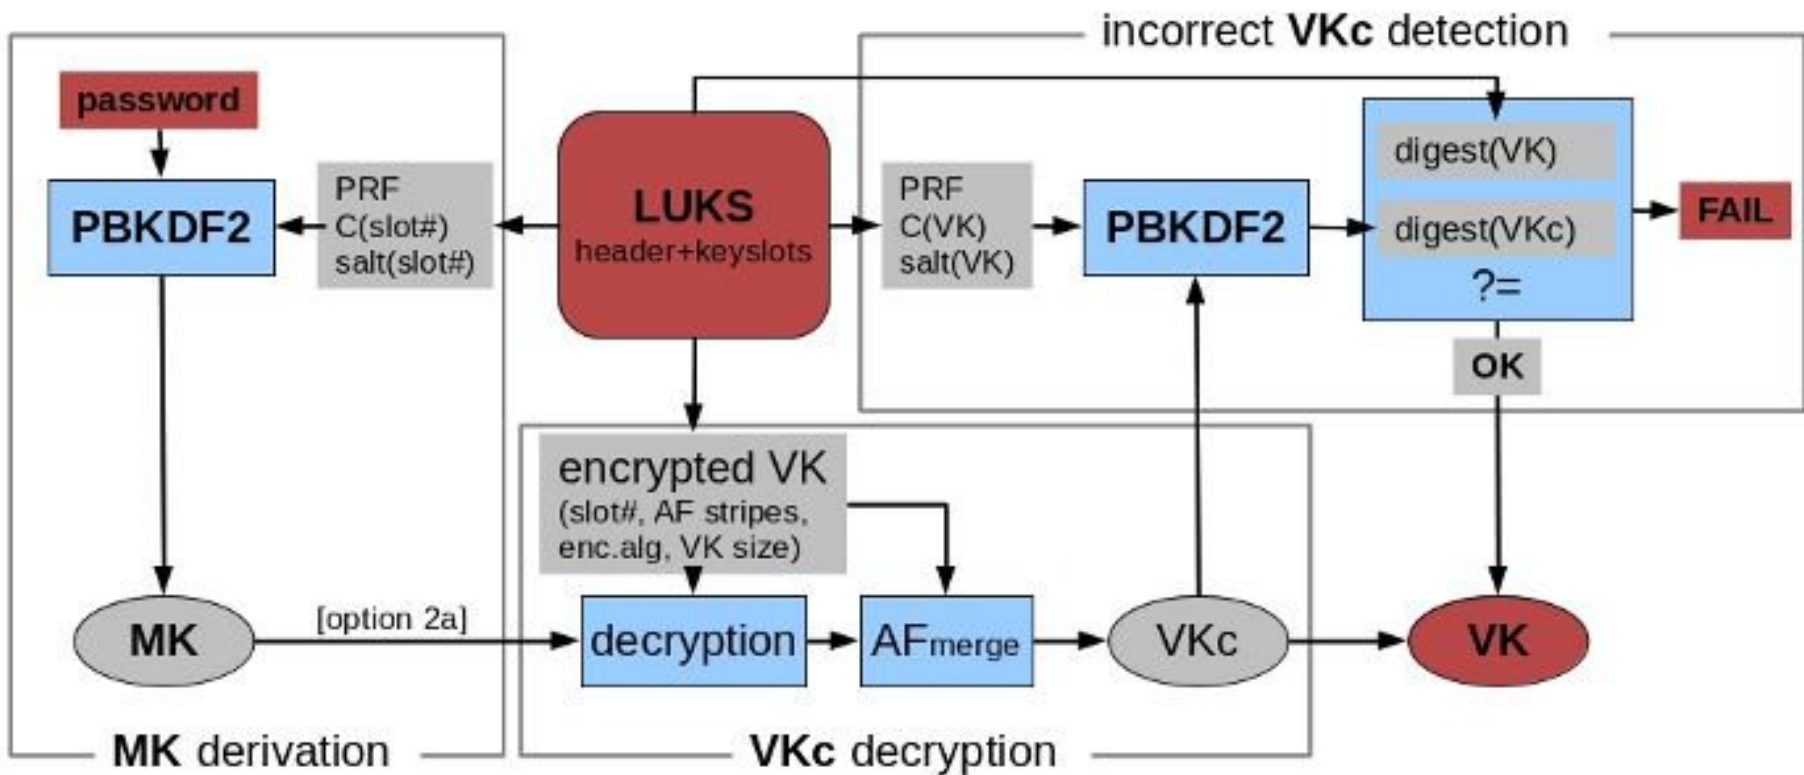 incorrect VKc detection
password
PBKDF2
PRF
C(slot#)
salt(slot#)
LUKS
header+keyslots
PRF
C(VK)
salt(VK)
PBKDF2
digest(VK)
digest(VKc)
?=
FAIL
OK
encrypted VK
(slot#, AF stripes,
enc.alg, VK size)
MK
[option 2a]
decryption
AFmerge
VKc
VK
MK derivation
VKc decryption